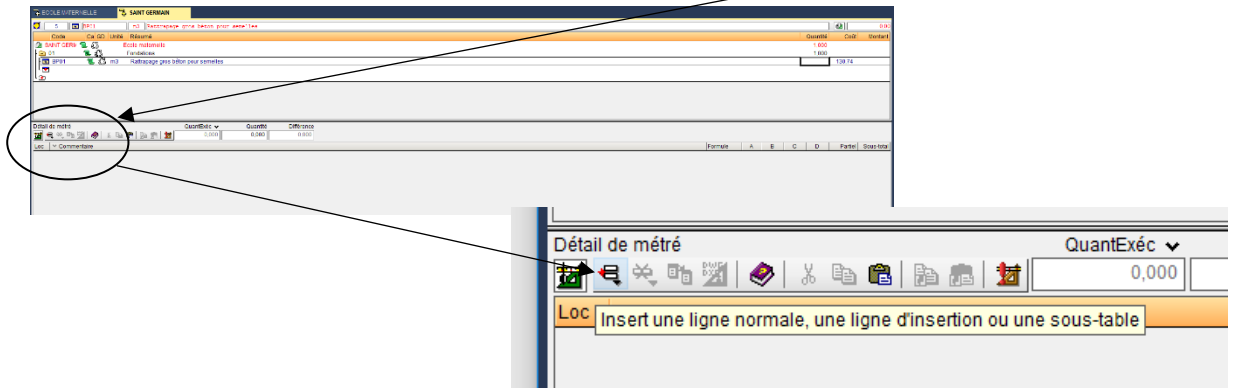 ECOLE MATERNELLE SAINT GERMAIN
5 BP01 m3 Rattrapage gros béton pour semelles 0.00
Code Ca GD Unité Résumé Quantité Coût Montant
SAINT GERM Ecole maternelle 1.000
01 Fondations 1.000
BP01 m3 Rattrapage gros béton pour semelles 130.74
Détail de métré QuantExéc Quantité Différence
0,000 0,000 0,000
Loc Commentaire Formule A B C D Partiel Sous-total
Détail de métré QuantExéc
0,000
Loc
Insert une ligne normale, une ligne d'insertion ou une sous-table